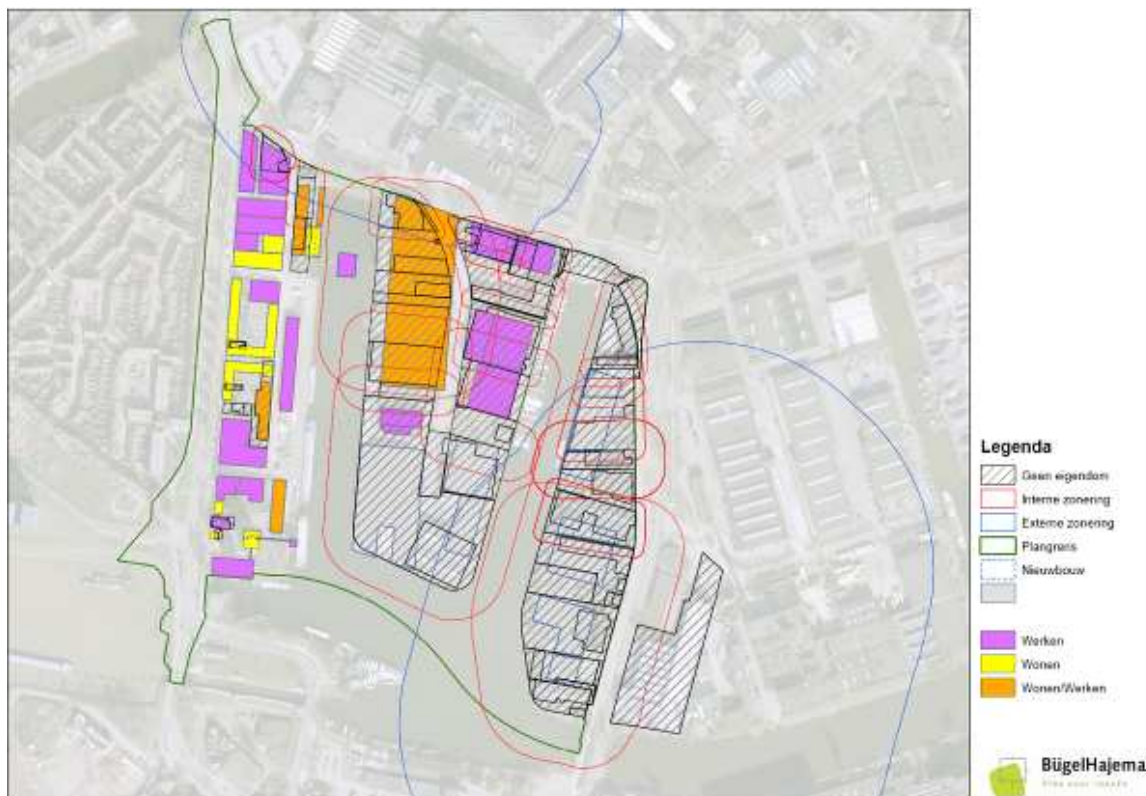 Legenda
Geen eigendom
Interne zonering
Externe zonering
Plangrens
Nieuwbouw
Werken
Wonen
Wonen/Werken
BügelHajema